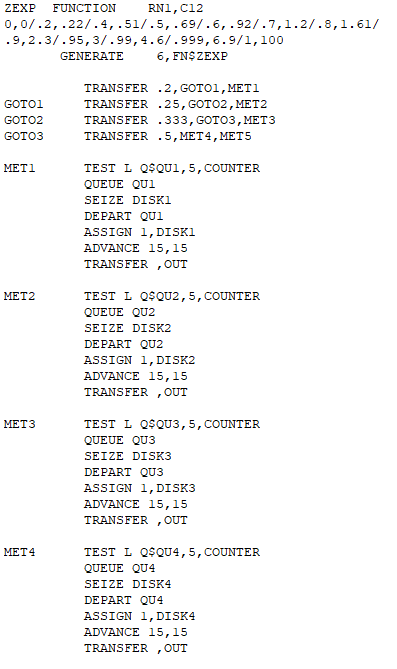 ZEXP FUNCTION RN1,C12
0,0/.2,.22/.4,.51/.5,.69/.6,.92/.7,1.2/.8,1.61/
.9,2.3/.95,3/.99,4.6/.999,6.9/1,100
GENERATE 6,FN$ZEXP
TRANSFER .2,GOTO1,MET1
GOTO1 TRANSFER .25,GOTO2,MET2
GOTO2 TRANSFER .333,GOTO3,MET3
GOTO3 TRANSFER .5,MET4,MET5
MET1 TEST L Q$QU1,5,COUNTER
QUEUE QU1
SEIZE DISK1
DEPART QU1
ASSIGN 1,DISK1
ADVANCE 15,15
TRANSFER ,OUT
MET2 TEST L Q$QU2,5,COUNTER
QUEUE QU2
SEIZE DISK2
DEPART QU2
ASSIGN 1,DISK2
ADVANCE 15,15
TRANSFER ,OUT
MET3 TEST L Q$QU3,5,COUNTER
QUEUE QU3
SEIZE DISK3
DEPART QU3
ASSIGN 1,DISK3
ADVANCE 15,15
TRANSFER ,OUT
MET4 TEST L Q$QU4,5,COUNTER
QUEUE QU4
SEIZE DISK4
DEPART QU4
ASSIGN 1,DISK4
ADVANCE 15,15
TRANSFER ,OUT